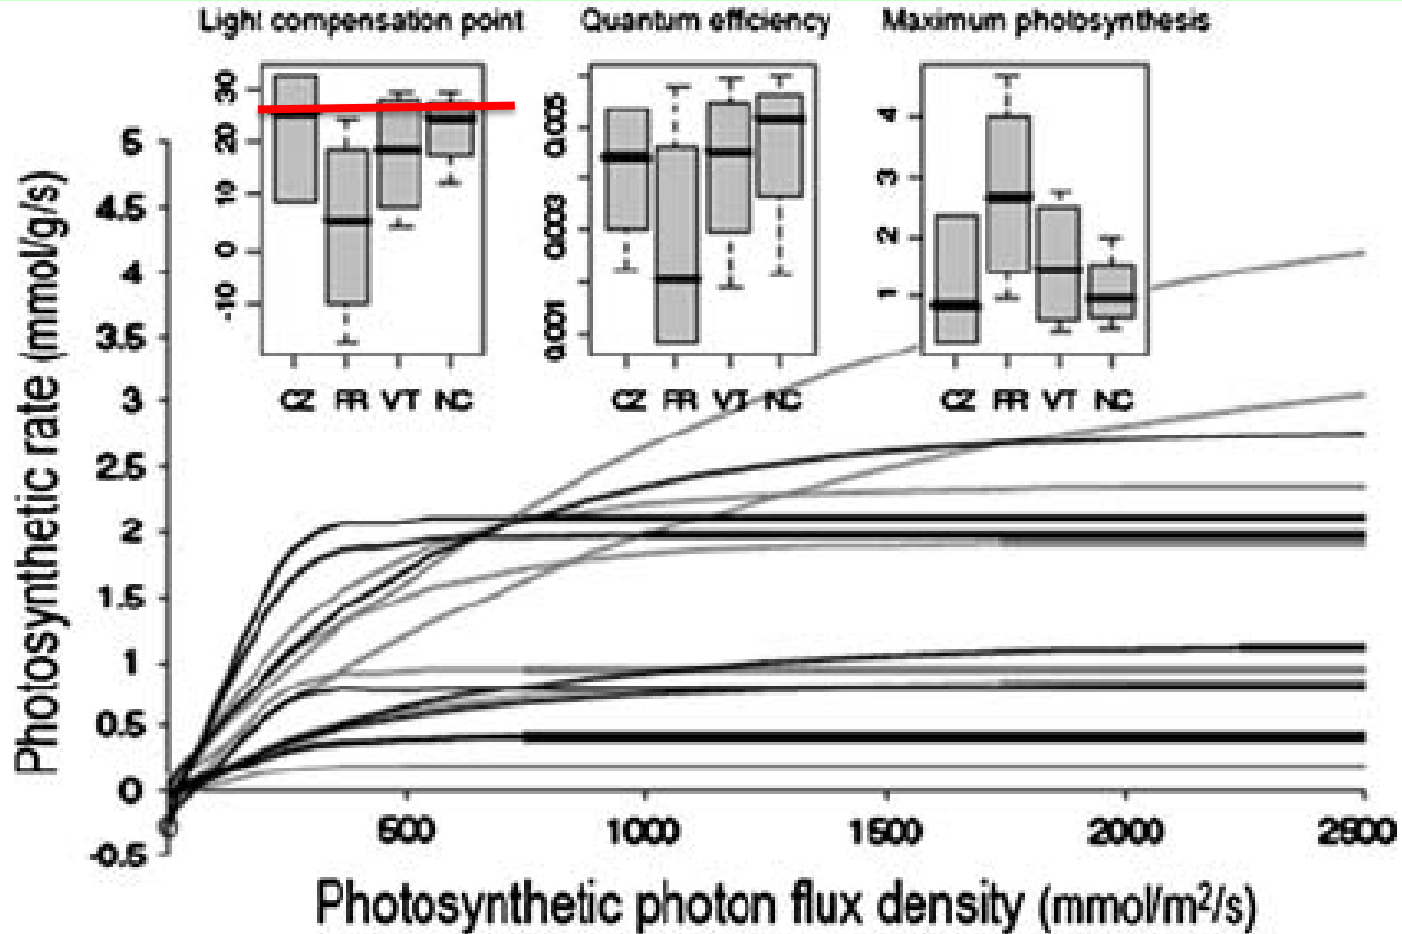 Light compensation point
Quantum efficiency
Maximum photosynthesis
30
20
10
0
-10
CZ FR VT NC
0.005
0.003
0.001
CZ FR VT NC
4
3
2
1
CZ FR VT NC
Photosynthetic rate (mmol/g/s)
5
4.5
4
3.5
3
2.5
2
1.5
1
0.5
0
-0.5
500 1000 1500 2000 2500
Photosynthetic photon flux density (mmol/m²/s)